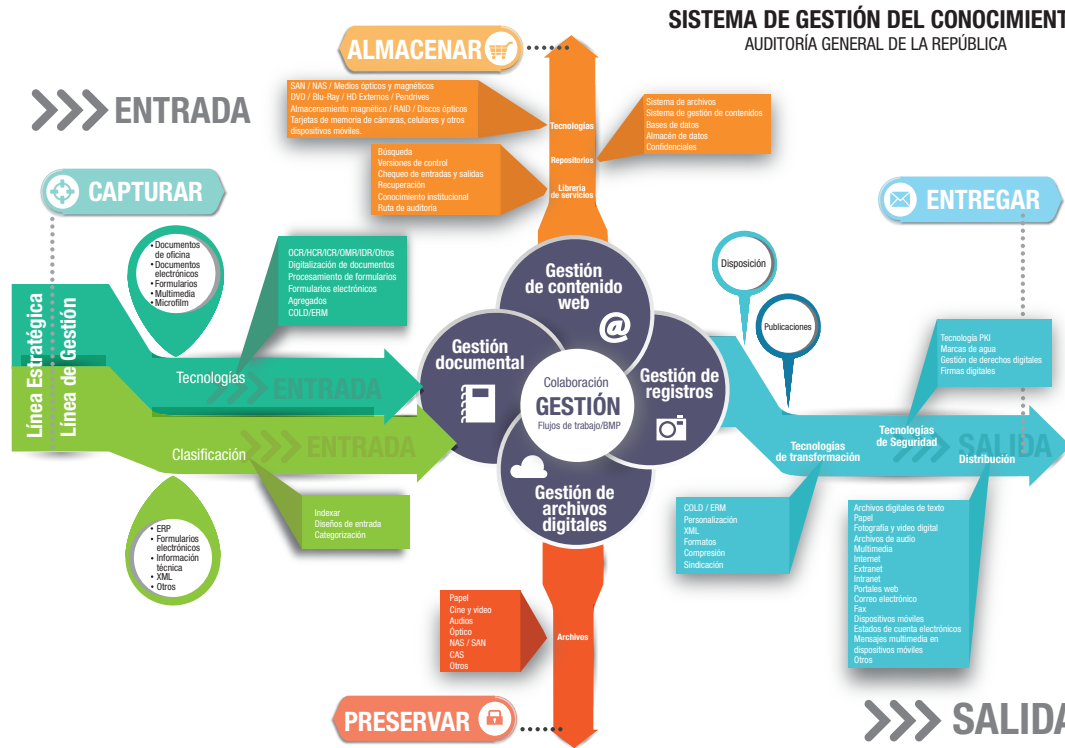 SISTEMA DE GESTIÓN DEL CONOCIMIENT
AUDITORÍA GENERAL DE LA REPÚBLICA
ALMACENAR
ENTRADA
SAN / NAS / Medios ópticos y magnéticos
DVD / Blu-Ray / HD Externos / Pendrives
Almacenamiento magnético / RAID / Discos ópticos
Tarjetas de memoria de cámaras, celulares y otros
dispositivos móviles.
Tecnologías
Sistema de archivos
Sistema de gestión de contenidos
Bases de datos
Almacén de datos
Confidenciales
Repositorios
Búsqueda
Versiones de control
Chequeo de entradas y salidas
Recuperación
Conocimiento institucional
Ruta de auditoría
Librería
de servicios
CAPTURAR
ENTREGAR
• Documentos
de oficina
• Documentos
electrónicos
• Formularios
• Multimedia
• Microfilm
OCR/HCR/ICR/OMR/IDR/Otros
Digitalización de documentos
Procesamiento de formularios
Formularios electrónicos
Agregados
COLD/ERM
Línea Estratégica
Línea de Gestión
Tecnologías
ENTRADA
Clasificación
ENTRADA
Indexar
Diseños de entrada
Categorización
• ERP
• Formularios
electrónicos
• Información
técnica
• XML
• Otros
Gestión
de contenido
web
@
Gestión
documental
Colaboración
GESTIÓN
Flujos de trabajo/BMP
Gestión de
registros
Gestión de
archivos
digitales
Disposición
Publicaciones
Tecnología PKI
Marcas de agua
Gestión de derechos digitales
Firmas digitales
Tecnologías
de transformación
Tecnologías
de Seguridad
SALIDA
Distribución
COLD / ERM
Personalización
XML
Formatos
Compresión
Sindicación
Archivos digitales de texto
Papel
Fotografía y video digital
Archivos de audio
Multimedia
Internet
Extranet
Intranet
Portales web
Correo electrónico
Fax
Dispositivos móviles
Estados de cuenta electrónicos
Mensajes multimedia en
dispositivos móviles
Otros
Papel
Cine y video
Audios
Óptico
NAS / SAN
CAS
Otros
Archivos
PRESERVAR
SALIDA